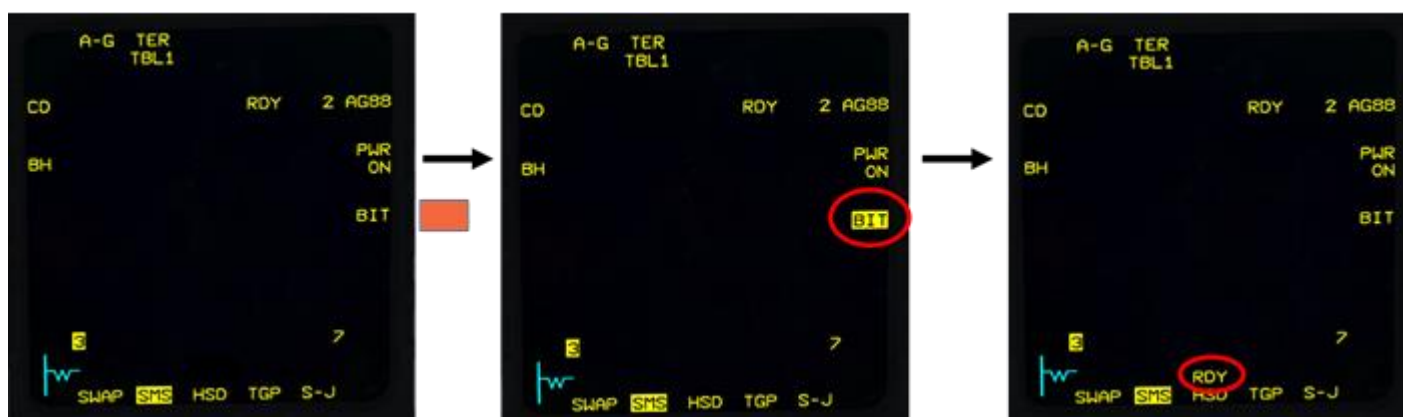 A-G TER
TBL1
CD RDY 2 AG88
PWR
BH ON
BIT
3 7
SWAP SMS HSD TGP S-J
A-G TER
TBL1
CD RDY 2 AG88
PWR
BH ON
BIT
3 7
SWAP SMS HSD TGP S-J
A-G TER
TBL1
CD RDY 2 AG88
PWR
BH ON
BIT
3 7
RDY
SWAP SMS HSD TGP S-J